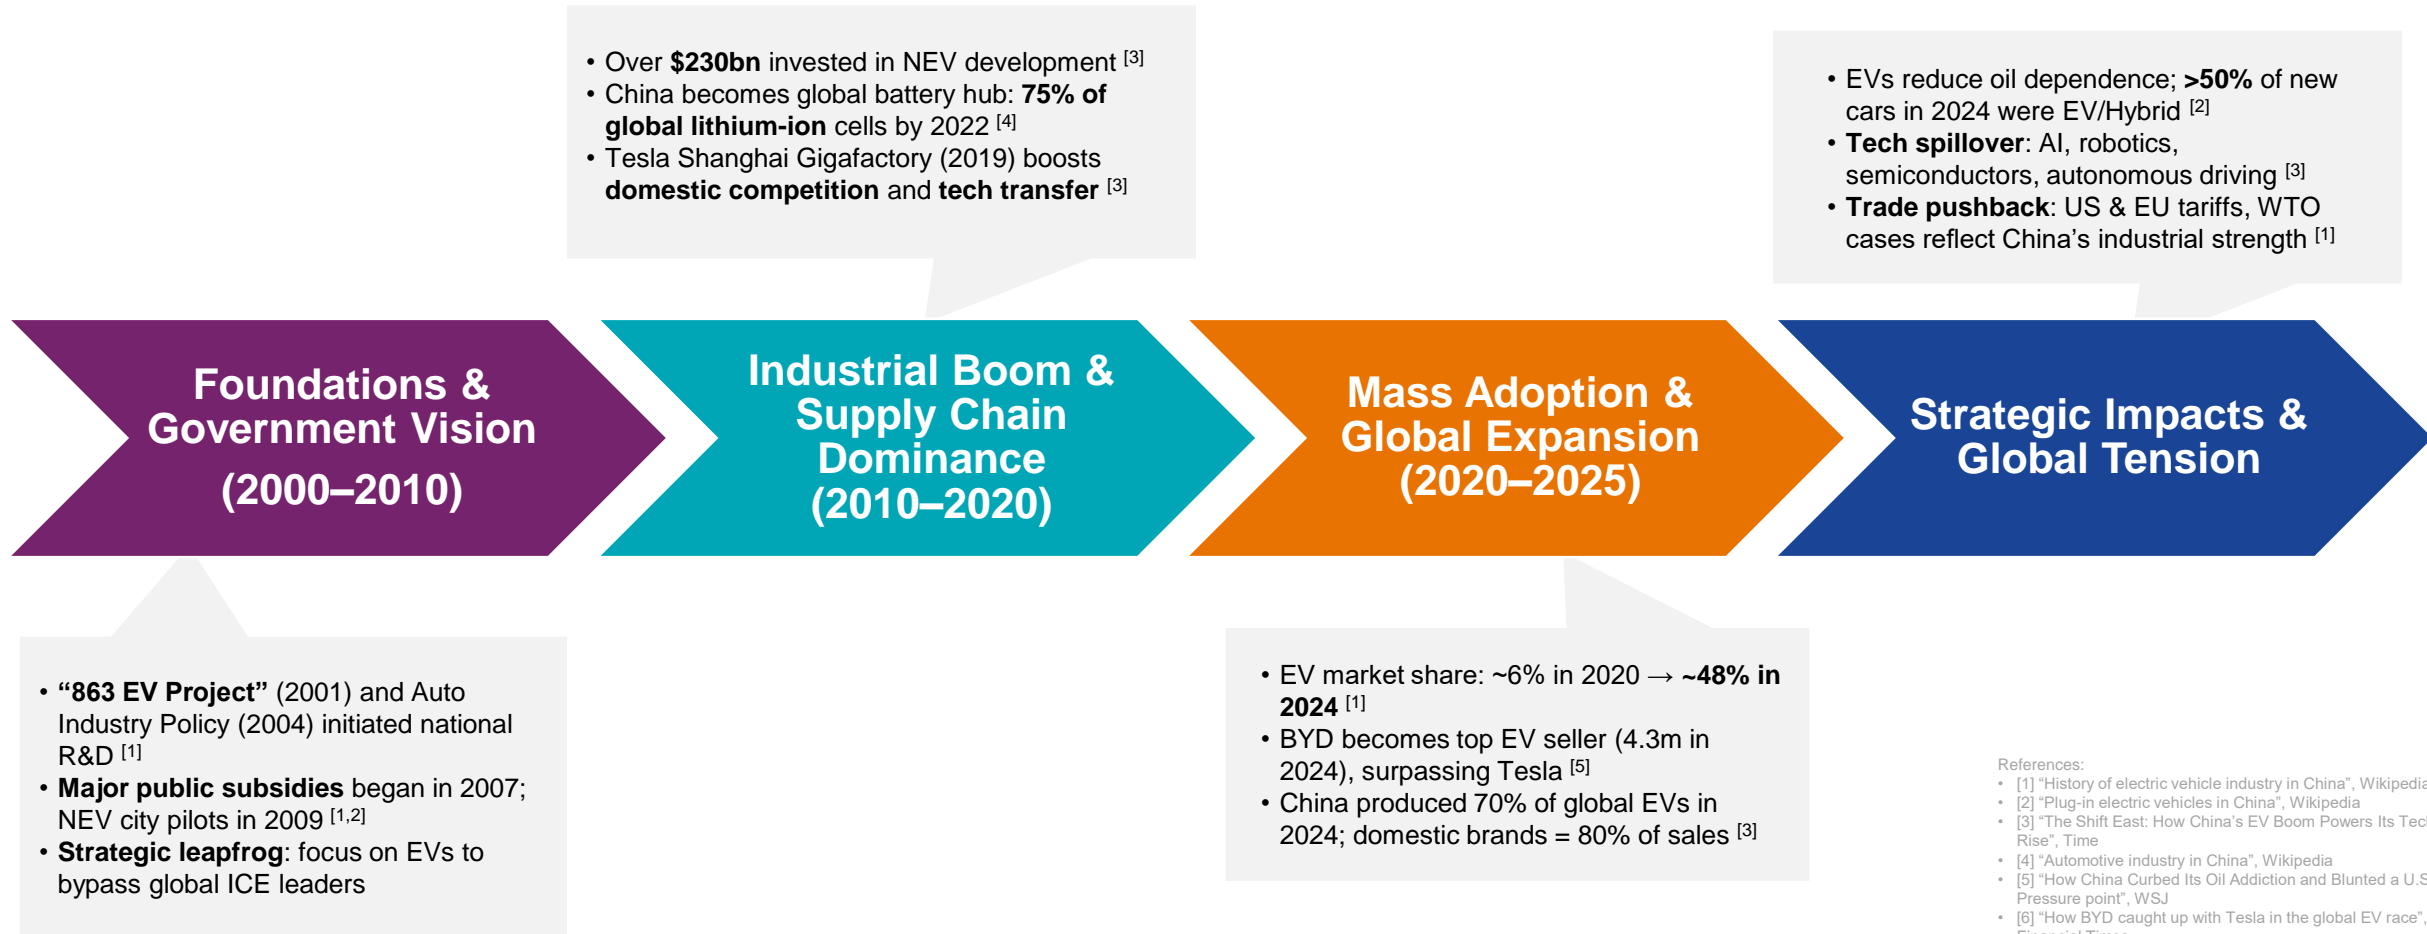 • Over $230bn invested in NEV development [3]
• China becomes global battery hub: 75% of
global lithium-ion cells by 2022 [4]
• Tesla Shanghai Gigafactory (2019) boosts
domestic competition and tech transfer [3]
• EVs reduce oil dependence; >50% of new
cars in 2024 were EV/Hybrid [2]
• Tech spillover: AI, robotics,
semiconductors, autonomous driving [3]
• Trade pushback: US & EU tariffs, WTO
cases reflect China’s industrial strength [1]
Foundations &
Government Vision
(2000–2010)
Industrial Boom &
Supply Chain
Dominance
(2010–2020)
Mass Adoption &
Global Expansion
(2020–2025)
Strategic Impacts &
Global Tension
• “863 EV Project” (2001) and Auto
Industry Policy (2004) initiated national
R&D [1]
• Major public subsidies began in 2007;
NEV city pilots in 2009 [1,2]
• Strategic leapfrog: focus on EVs to
bypass global ICE leaders
• EV market share: ~6% in 2020 → ~48% in
2024 [1]
• BYD becomes top EV seller (4.3m in
2024), surpassing Tesla [5]
• China produced 70% of global EVs in
2024; domestic brands = 80% of sales [3]
References:
• [1] “History of electric vehicle industry in China”, Wikipedia
• [2] “Plug-in electric vehicles in China”, Wikipedia
• [3] “The Shift East: How China’s EV Boom Powers Its Tech
Rise”, Time
• [4] “Automotive industry in China”, Wikipedia
• [5] “How China Curbed Its Oil Addiction and Blunted a U.S
Pressure point”, WSJ
• [6] “How BYD caught up with Tesla in the global EV race”,
Financial Times